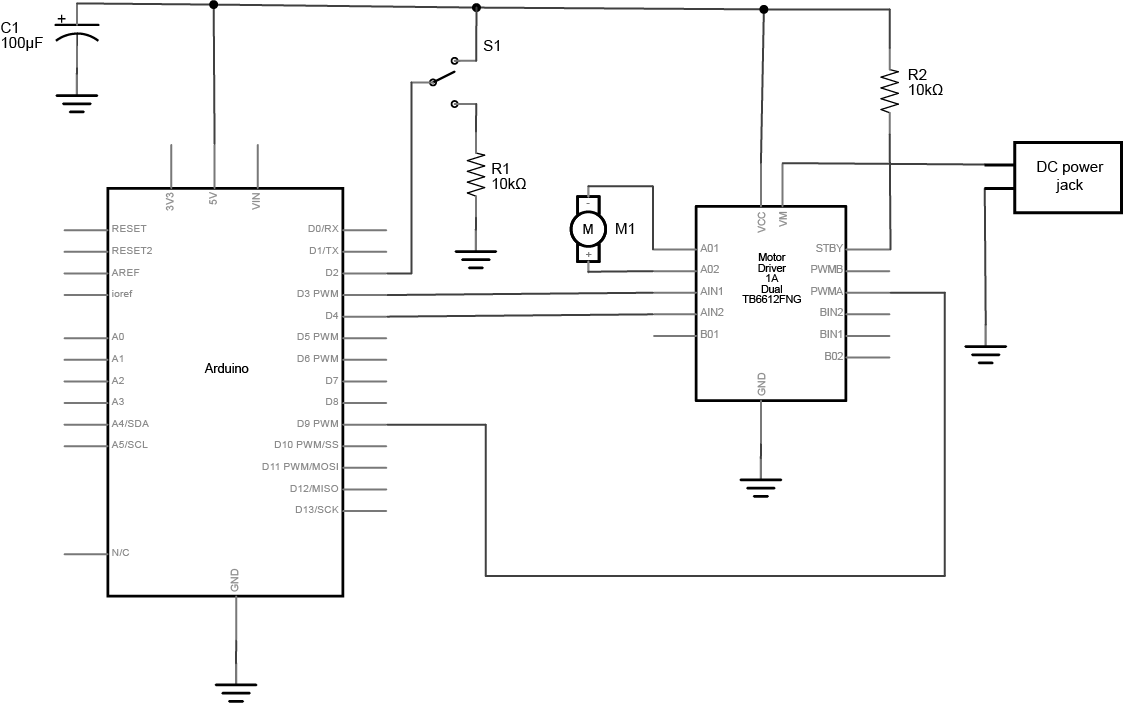 C1
100µF
+
S1
R2
10kΩ
R1
10kΩ
DC power
jack
3V3
5V
VIN
RESET
RESET2
AREF
ioref
A0
A1
A2
A3
A4/SDA
A5/SCL
N/C
Arduino
GND
D0/RX
D1/TX
D2
D3 PWM
D4
D5 PWM
D6 PWM
D7
D8
D9 PWM
D10 PWM/SS
D11 PWM/MOSI
D12/MISO
D13/SCK
-
M
+
M1
VCC
VM
A01
A02
AIN1
AIN2
B01
Motor
Driver
1A
Dual
TB6612FNG
GND
STBY
PWMB
PWMA
BIN2
BIN1
B02